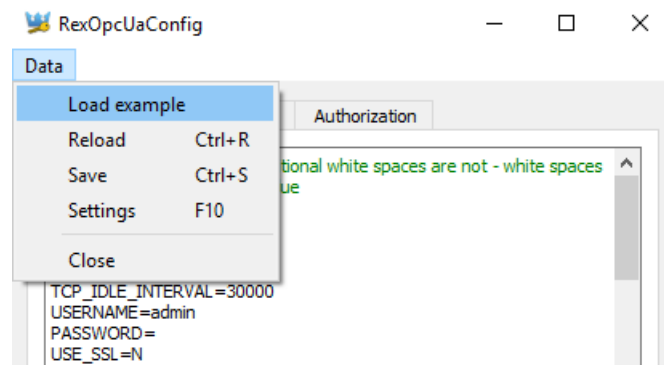 RexOpcUaConfig
Data
Load example
Reload Ctrl+R
Save Ctrl+S
Settings F10
Close
Authorization
tional white spaces are not - white spaces
ue
TCP_IDLE_INTERVAL=30000
USERNAME=admin
PASSWORD=
USE_SSL=N